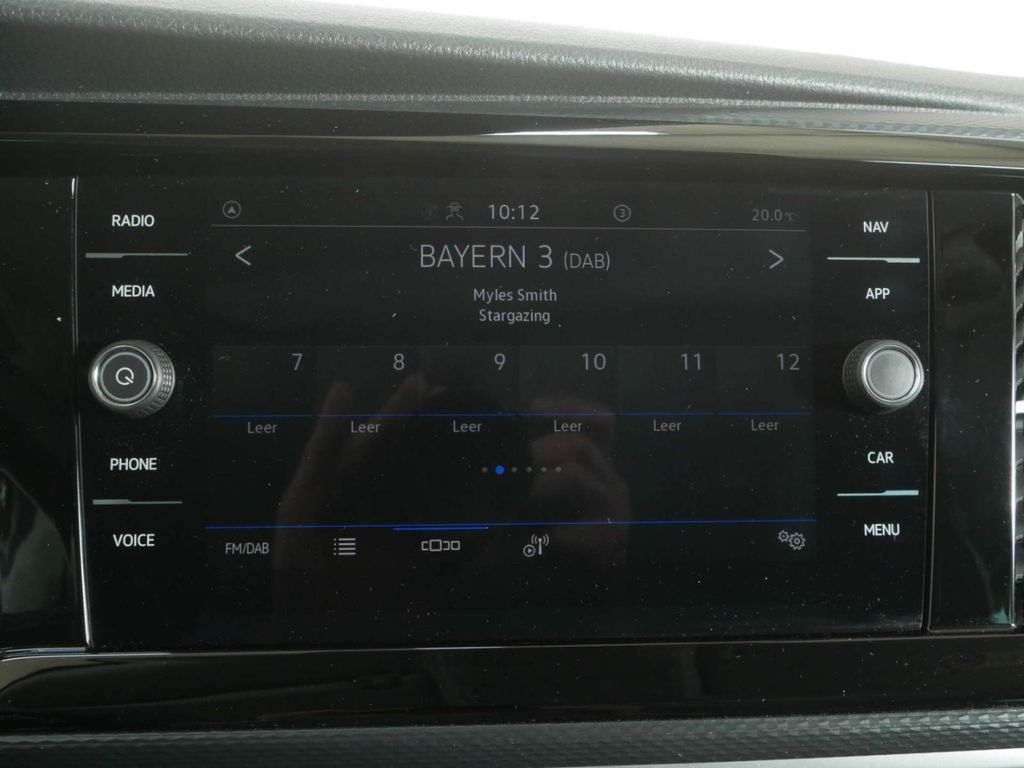 RADIO
MEDIA
PHONE
VOICE
10:12
3
20.0°C
BAYERN 3 (DAB)
Myles Smith
Stargazing
7 8 9 10 11 12
Leer Leer Leer Leer Leer Leer
FM/DAB
NAV
APP
CAR
MENU